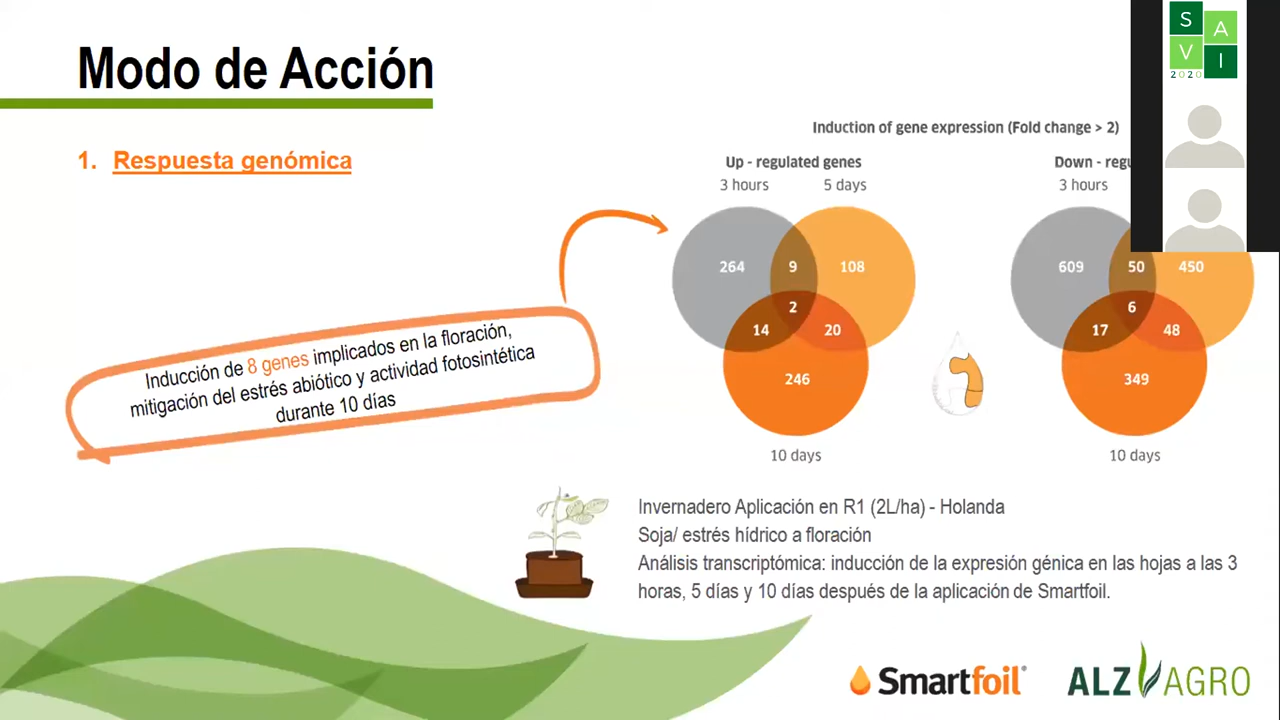 Modo de Acción
1. Respuesta genómica
Inducción de 8 genes implicados en la floración,
mitigación del estrés abiótico y actividad fotosintética
durante 10 días
Induction of gene expression (Fold change > 2)
Up - regulated genes
3 hours 5 days
264 9 108
2
14 20
246
10 days
Down - regu
3 hours
609 50 450
6
17 48
349
10 days
Invernadero Aplicación en R1 (2L/ha) - Holanda
Soja/ estrés hídrico a floración
Análisis transcriptómica: inducción de la expresión génica en las hojas a las 3
horas, 5 días y 10 días después de la aplicación de Smartfoil.
Smartfoil®
ALZ AGRO
S A
V I
2020